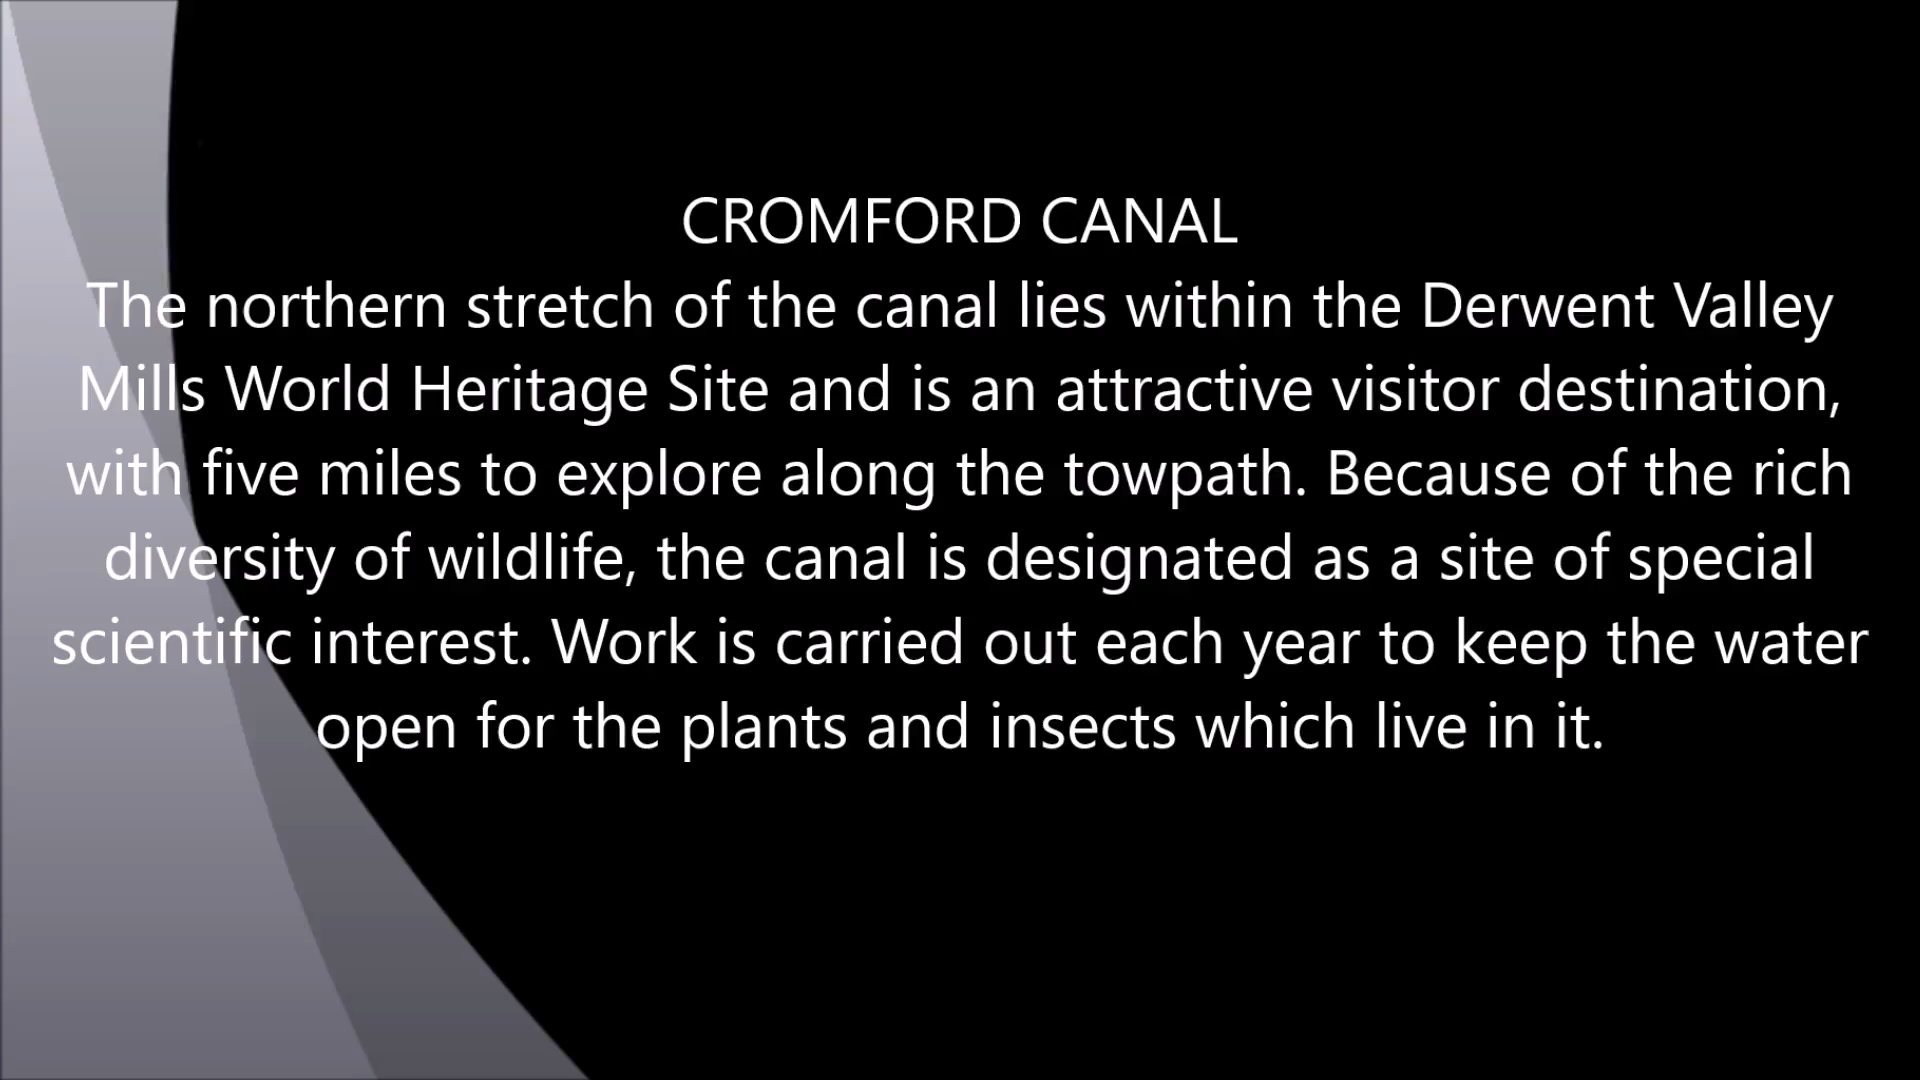 CROMFORD CANAL
The northern stretch of the canal lies within the Derwent Valley
Mills World Heritage Site and is an attractive visitor destination,
with five miles to explore along the towpath. Because of the rich
diversity of wildlife, the canal is designated as a site of special
scientific interest. Work is carried out each year to keep the water
open for the plants and insects which live in it.